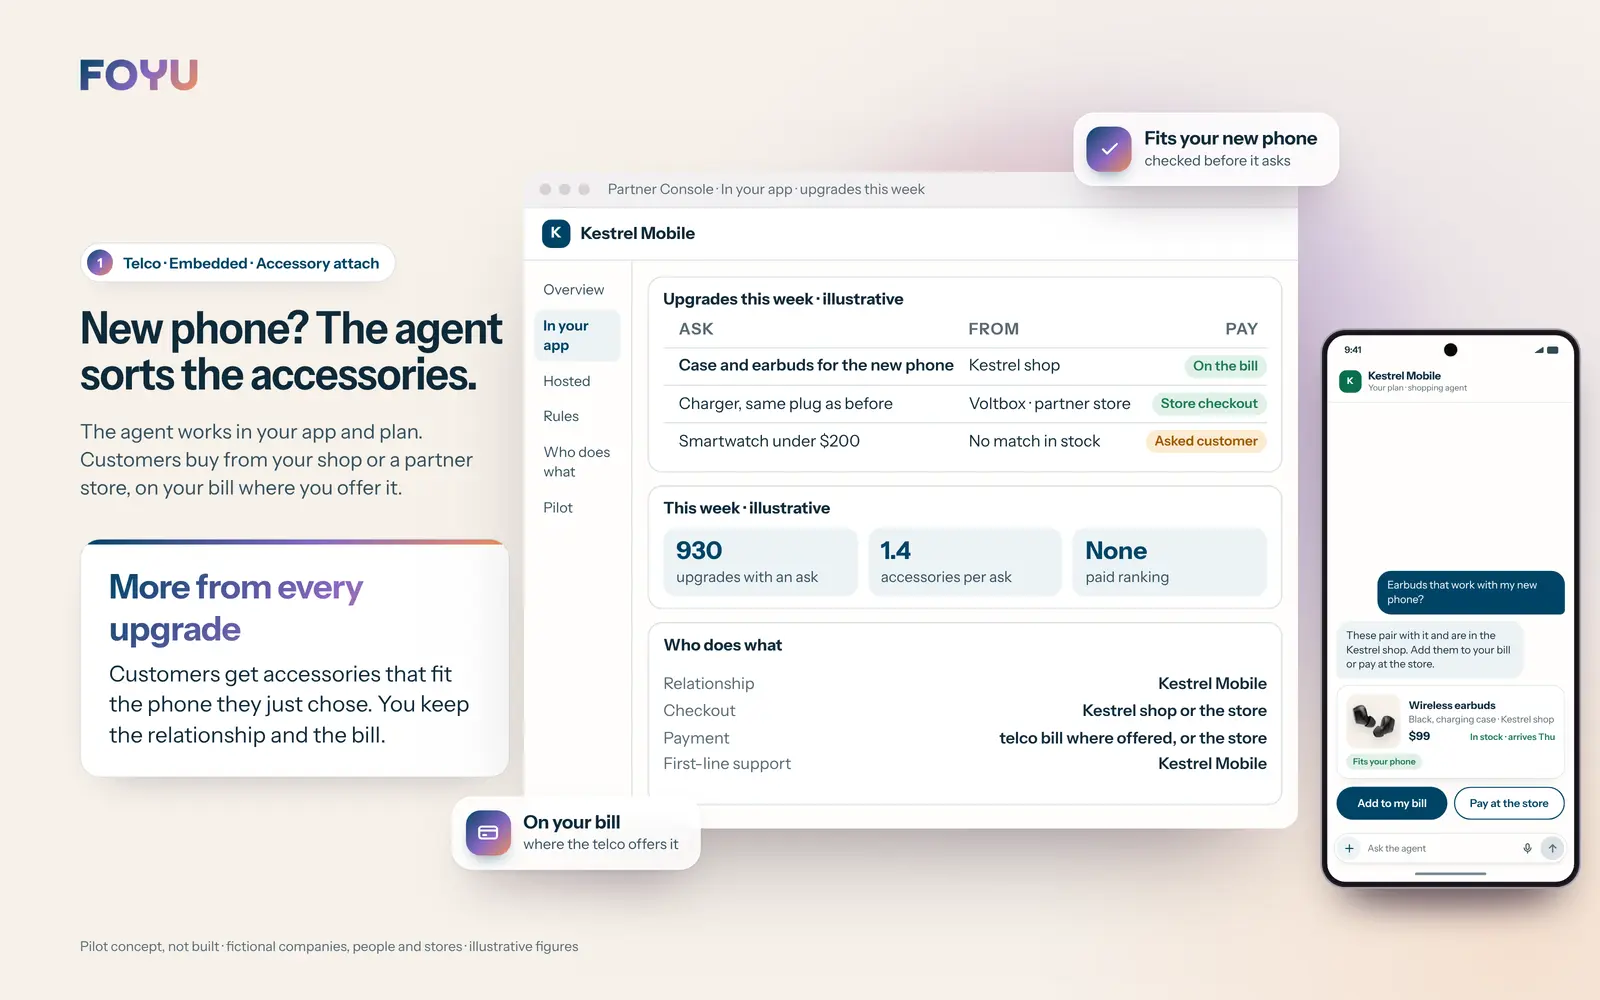 FOYU
1 Telco · Embedded · Accessory attach
New phone? The agent
sorts the accessories.
The agent works in your app and plan.
Customers buy from your shop or a partner
store, on your bill where you offer it.
More from every
upgrade
Customers get accessories that fit
the phone they just chose. You keep
the relationship and the bill.
Fits your new phone
checked before it asks
Partner Console · In your app · upgrades this week
K Kestrel Mobile
Overview
In your
app
Hosted
Rules
Who does
what
Pilot
Upgrades this week · illustrative
ASK FROM PAY
Case and earbuds for the new phone Kestrel shop On the bill
Charger, same plug as before Voltbox · partner store Store checkout
Smartwatch under $200 No match in stock Asked customer
This week · illustrative
930 1.4 None
upgrades with an ask accessories per ask paid ranking
Who does what
Relationship Kestrel Mobile
Checkout Kestrel shop or the store
Payment telco bill where offered, or the store
First-line support Kestrel Mobile
On your bill
where the telco offers it
9:41
K Kestrel Mobile
Your plan · shopping agent
Earbuds that work with my new
phone?
These pair with it and are in the
Kestrel shop. Add them to your bill
or pay at the store.
Wireless earbuds
Black, charging case · Kestrel shop
$99 In stock · arrives Thu
Fits your phone
Add to my bill Pay at the store
+ Ask the agent
Pilot concept, not built · fictional companies, people and stores · illustrative figures